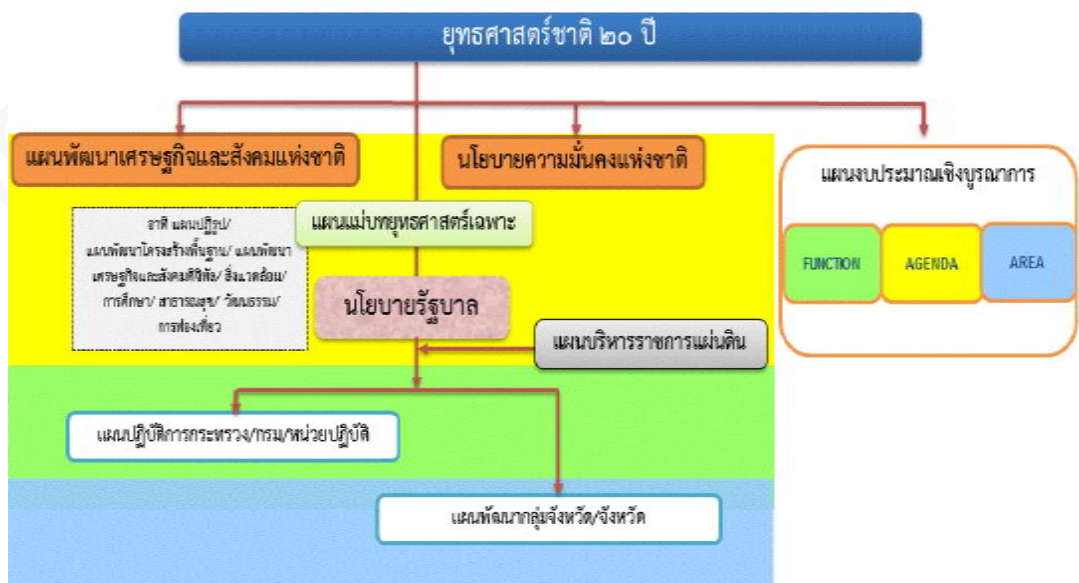 ยุทธศาสตร์ชาติ ๒๐ ปี
แผนพัฒนาเศรษฐกิจและสังคมแห่งชาติ
นโยบายความมั่นคงแห่งชาติ
แผนงบประมาณเชิงบูรณาการ
FUNCTION
AGENDA
AREA
แผนแม่บทยุทธศาสตร์เฉพาะ
อาทิ แผนปฏิรูป/
แผนพัฒนาโครงสร้างพื้นฐาน/ แผนพัฒนา
เศรษฐกิจและสังคมดิจิทัล/ สิ่งแวดล้อม/
การศึกษา/ สาธารณสุข/ วัฒนธรรม/
การท่องเที่ยว
นโยบายรัฐบาล
แผนบริหารราชการแผ่นดิน
แผนปฏิบัติการกระทรวง/กรม/หน่วยปฏิบัติ
แผนพัฒนากลุ่มจังหวัด/จังหวัด